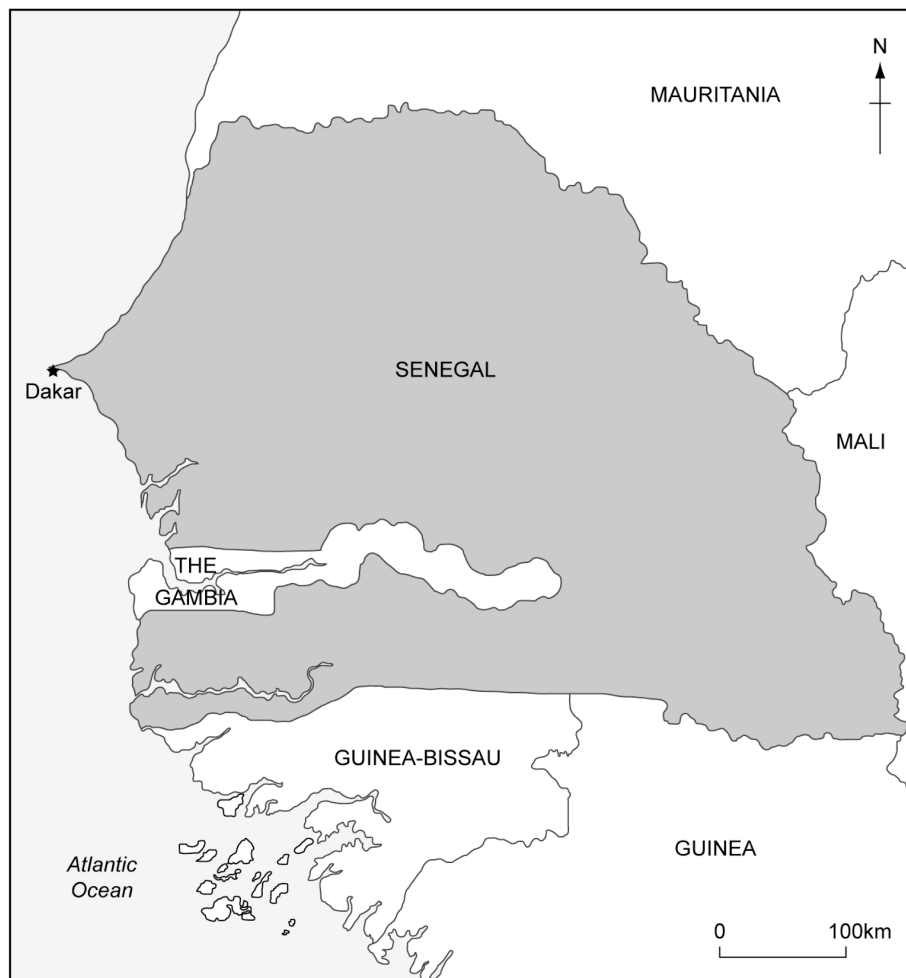 N
MAURITANIA
SENEGAL
Dakar
MALI
THE
GAMBIA
GUINEA-BISSAU
GUINEA
Atlantic
Ocean
0 100km